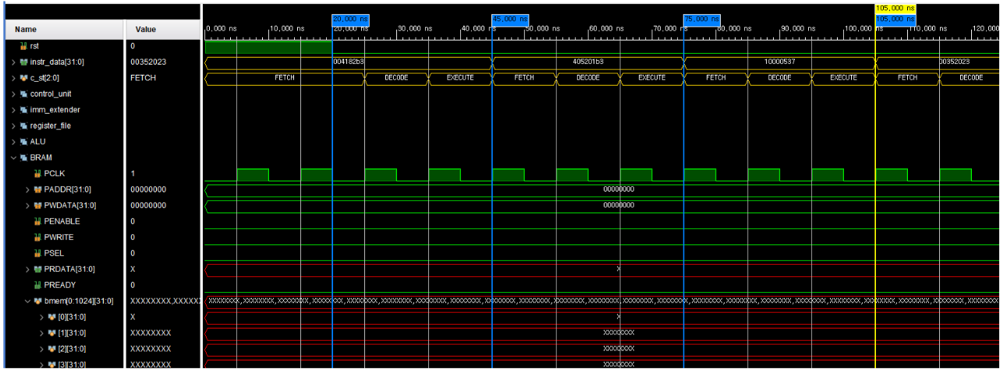 105,000 ns
20,000 ns 45,000 ns 75,000 ns 105,000 ns
Name Value 0,000 ns 10,000 ns 20,000 ns 30,000 ns 40,000 ns 50,000 ns 60,000 ns 70,000 ns 80,000 ns 90,000 ns 100,000 ns 110,000 ns 120,000
rst 0
instr_data[31:0] 00352023 004182b3 405201b3 10000537 00352023
c_st[2:0] FETCH FETCH DECODE EXECUTE FETCH DECODE EXECUTE FETCH DECODE EXECUTE FETCH DECODE
control_unit
imm_extender
register_file
ALU
BRAM
PCLK 1
PADDR[31:0] 00000000 00000000
PWDATA[31:0] 00000000 00000000
PENABLE 0
PWRITE 0
PSEL 0
PRDATA[31:0] X X
PREADY 0
bmem[0:1024][31:0] XXXXXXXX,XXXXXX XXXXXXXX,XXXXXXXX,XXXXXXXX,XXXXXXXX,XXXXXXXX,XXXXXXXX,XXXXXXXX,XXXXXXXX,XXXXXXXX,XXXXXXXX,XXXXXXXX,XXXXXXXX,XXXXXXXX,XXXXXXXX,XXXXXXXX,XXXXXXXX,XXXXXXXX,XXXXXXXX,XXXXXXXX,XXXXXXXX
[0][31:0] X X
[1][31:0] XXXXXXXX XXXXXXXX
[2][31:0] XXXXXXXX XXXXXXXX
[3][31:0] XXXXXXXX XXXXXXXX